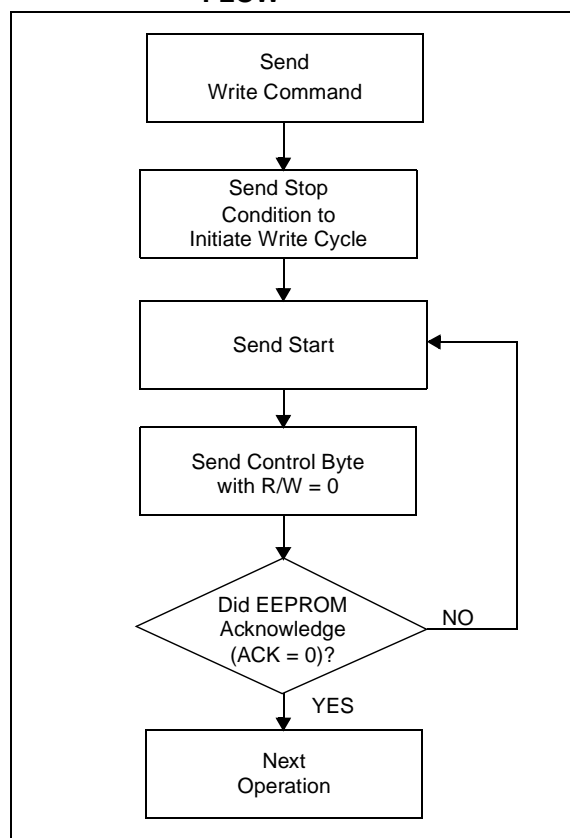 Send
Write Command
Send Stop
Condition to
Initiate Write Cycle
Send Start
Send Control Byte
with R/W = 0
Did EEPROM
Acknowledge
(ACK = 0)?
NO
YES
Next
Operation